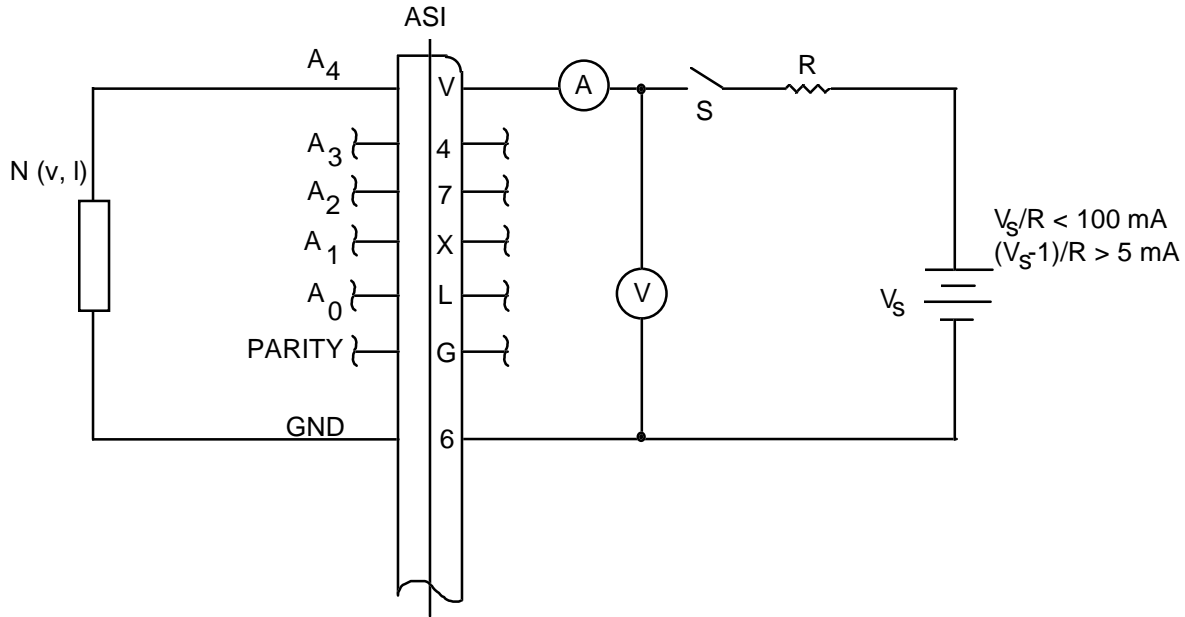 ASI
A4
V
A
S
R
A3
4
N (v, I)
A2
7
A1
X
A0
L
PARITY
G
GND
6
V
VS
VS/R < 100 mA
(VS-1)/R > 5 mA